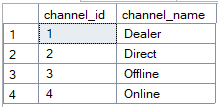 channel_id channel_name
1 1 Dealer
2 2 Direct
3 3 Offline
4 4 Online